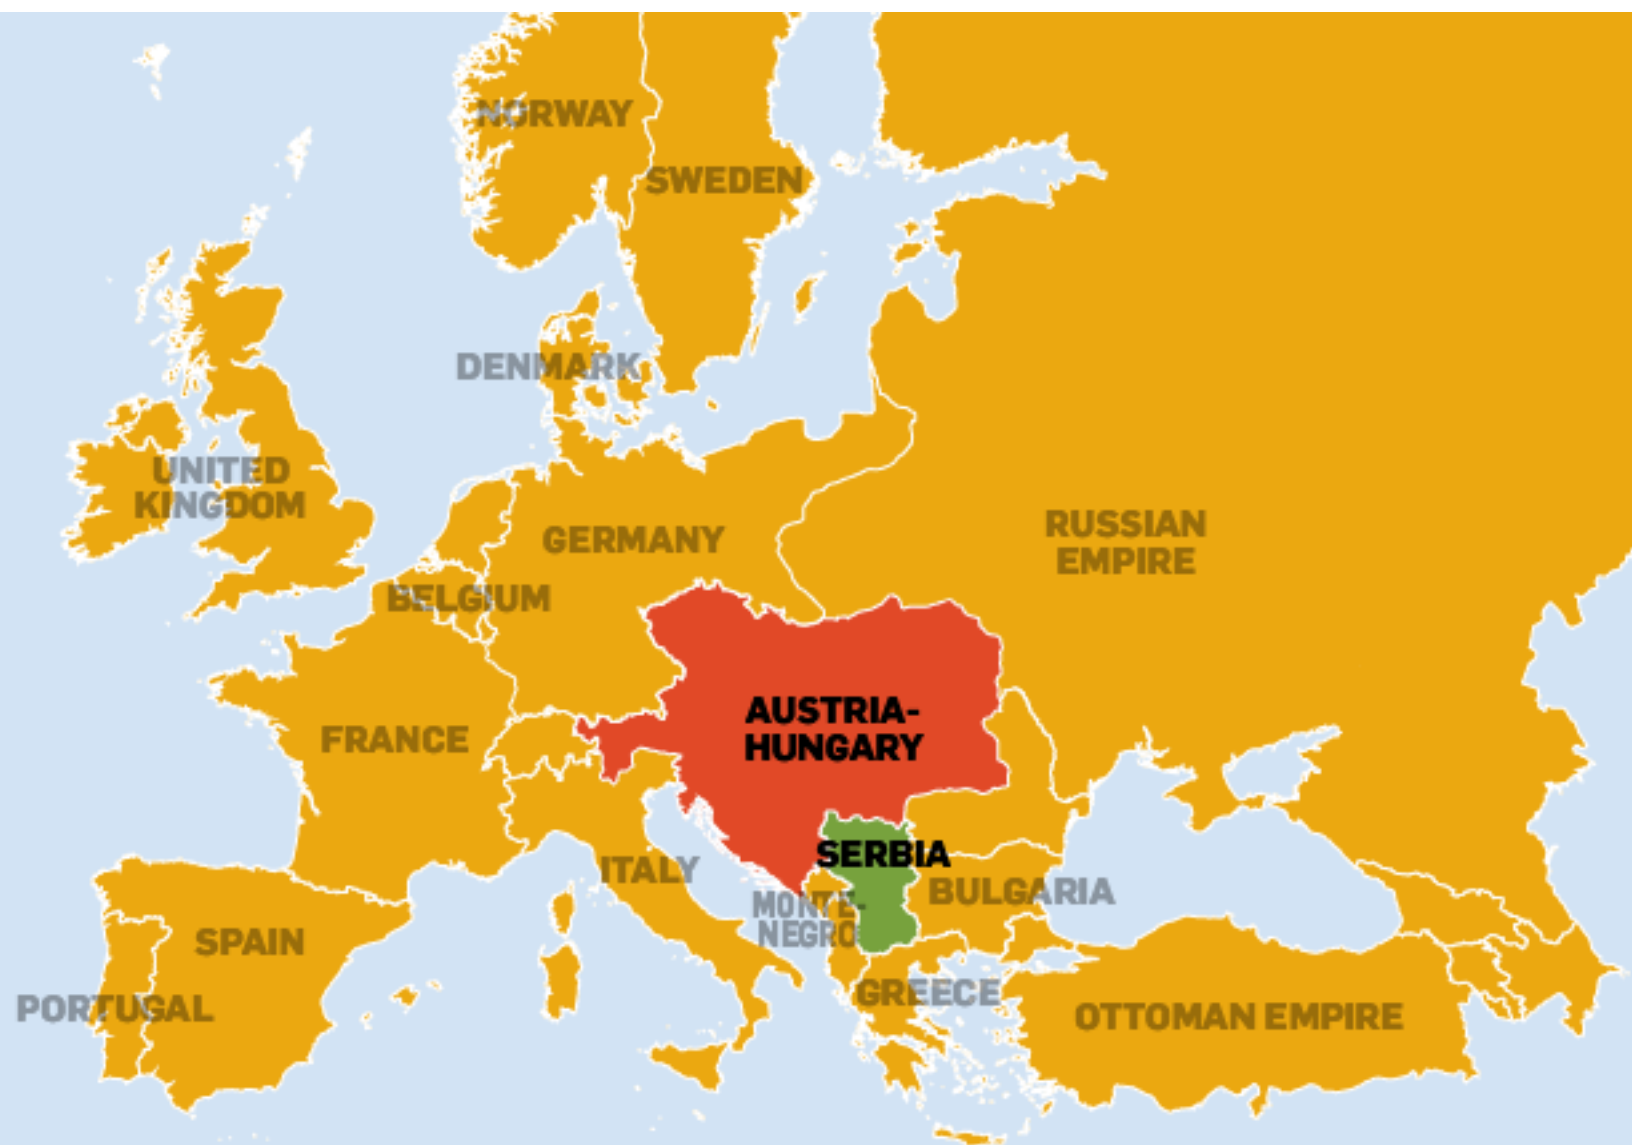 NORWAY
SWEDEN
DENMARK
UNITED
KINGDOM
GERMANY
RUSSIAN
EMPIRE
BELGIUM
AUSTRIA-
HUNGARY
FRANCE
SERBIA
ITALY
BULGARIA
MONTE-
NEGRO
SPAIN
GREECE
PORTUGAL
OTTOMAN EMPIRE